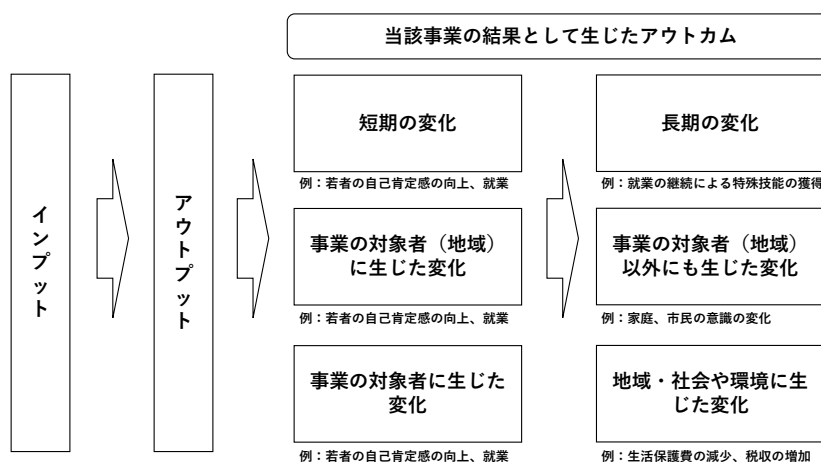 当該事業の結果として生じたアウトカム
インプット
アウトプット
短期の変化
例：若者の自己肯定感の向上、就業
長期の変化
例：就業の継続による特殊技能の獲得
事業の対象者（地域）
に生じた変化
例：若者の自己肯定感の向上、就業
事業の対象者（地域）
以外にも生じた変化
例：家庭、市民の意識の変化
事業の対象者に生じた
変化
例：若者の自己肯定感の向上、就業
地域・社会や環境に生
じた変化
例：生活保護費の減少、税収の増加